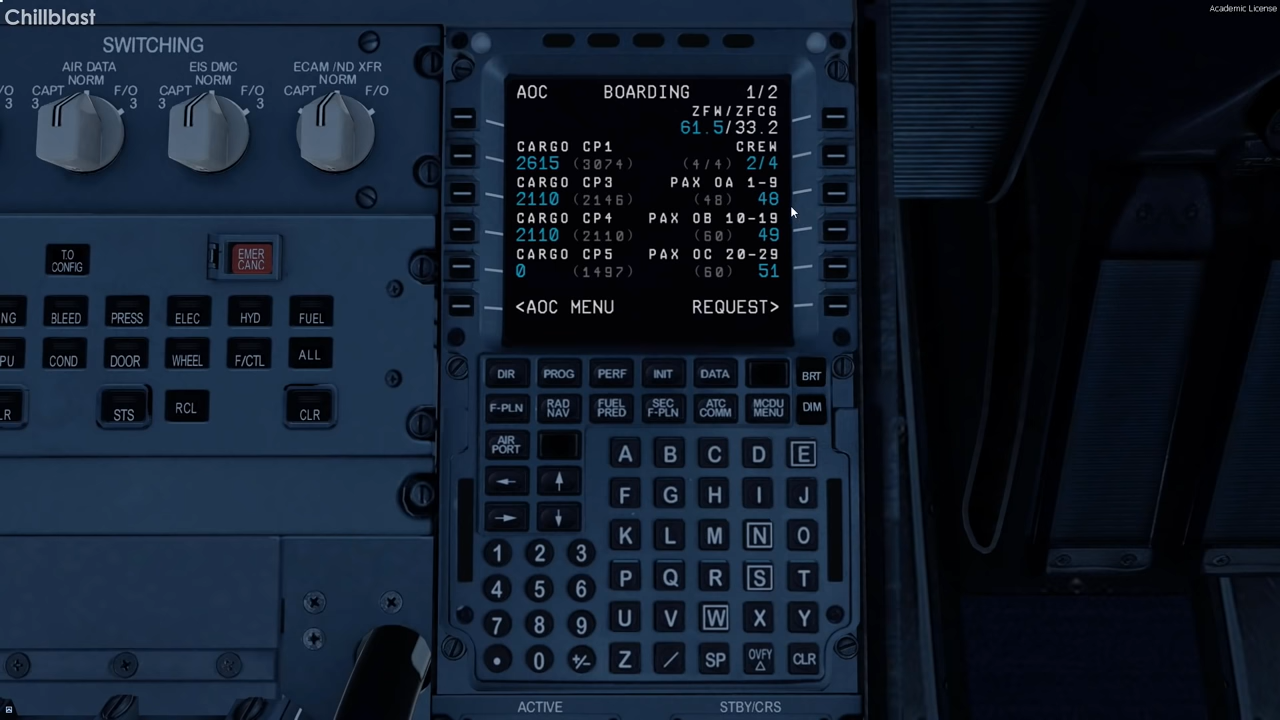 Chillblast
Academic License
SWITCHING
AIR DATA
NORM
EIS DMC
NORM
ECAM /ND XFR
NORM
F/O
3
CAPT
3
F/O
3
CAPT
3
F/O
3
CAPT
F/O
AOC BOARDING 1/2
ZFW/ZFCG
61.5/33.2
CARGO CP1 CREW
2615 (3074) (4/4) 2/4
CARGO CP3 PAX OA 1-9
2110 (2146) (48) 48
CARGO CP4 PAX OB 10-19
2110 (2110) (60) 49
CARGO CP5 PAX OC 20-29
0 (1497) (60) 51
<AOC MENU REQUEST>
T.O
CONFIG
EMER
CANC
NG BLEED PRESS ELEC HYD FUEL
PU COND DOOR WHEEL F/CTL ALL
LR STS RCL CLR
DIR PROG PERF INIT DATA BRT
F-PLN RAD
NAV FUEL
PRED SEC
F-PLN ATC
COMM MCDU
MENU DIM
AIR
PORT
← ↑
→ ↓
A B C D E
F G H I J
K L M N O
P Q R S T
U V W X Y
Z / SP OVFY
△ CLR
1 2 3
4 5 6
7 8 9
• 0 +/-
ACTIVE STBY/CRS